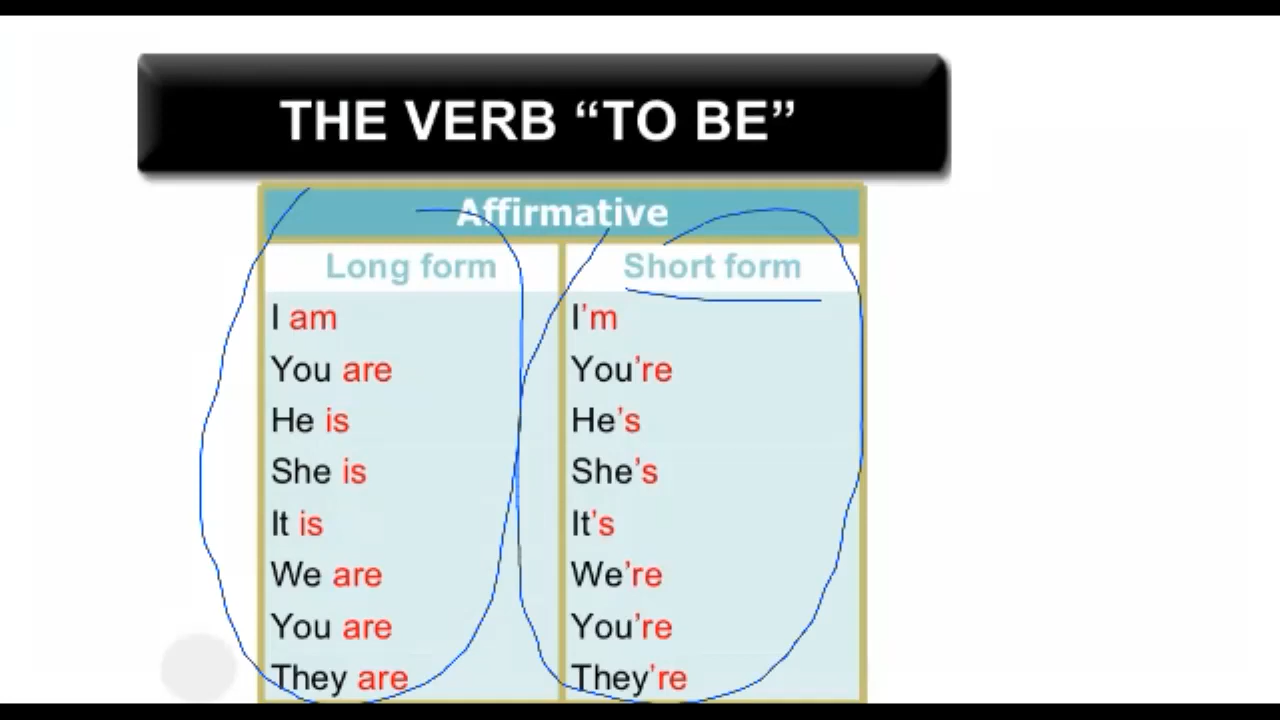 THE VERB “TO BE”
Affirmative
Long form Short form
I am I’m
You are You’re
He is He’s
She is She’s
It is It’s
We are We’re
You are You’re
They are They’re